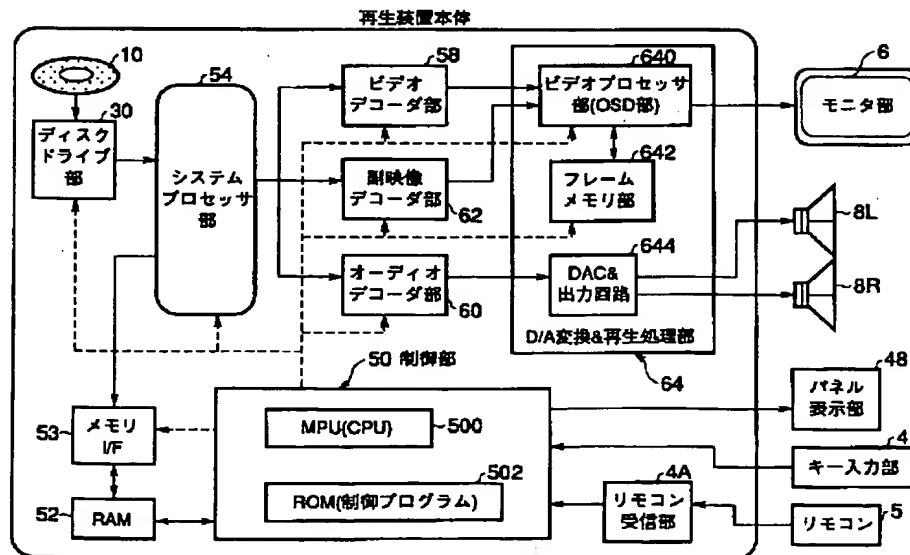 再生装置本体
10
54
58
640
6
ビデオ
デコーダ部
ビデオプロセッサ
部(OSD部)
モニタ部
30
ディスク
ドライブ
部
システム
プロセッサ
部
642
副映像
デコーダ部
62
フレーム
メモリ部
8L
644
オーディオ
デコーダ部
60
DAC&
出力回路
8R
D/A変換&再生処理部
64
50 制御部
48
パネル
表示部
53
メモリ
I/F
MPU(CPU)
500
4
キー入力部
502
ROM(制御プログラム)
4A
リモコン
受信部
52
RAM
リモコン
5